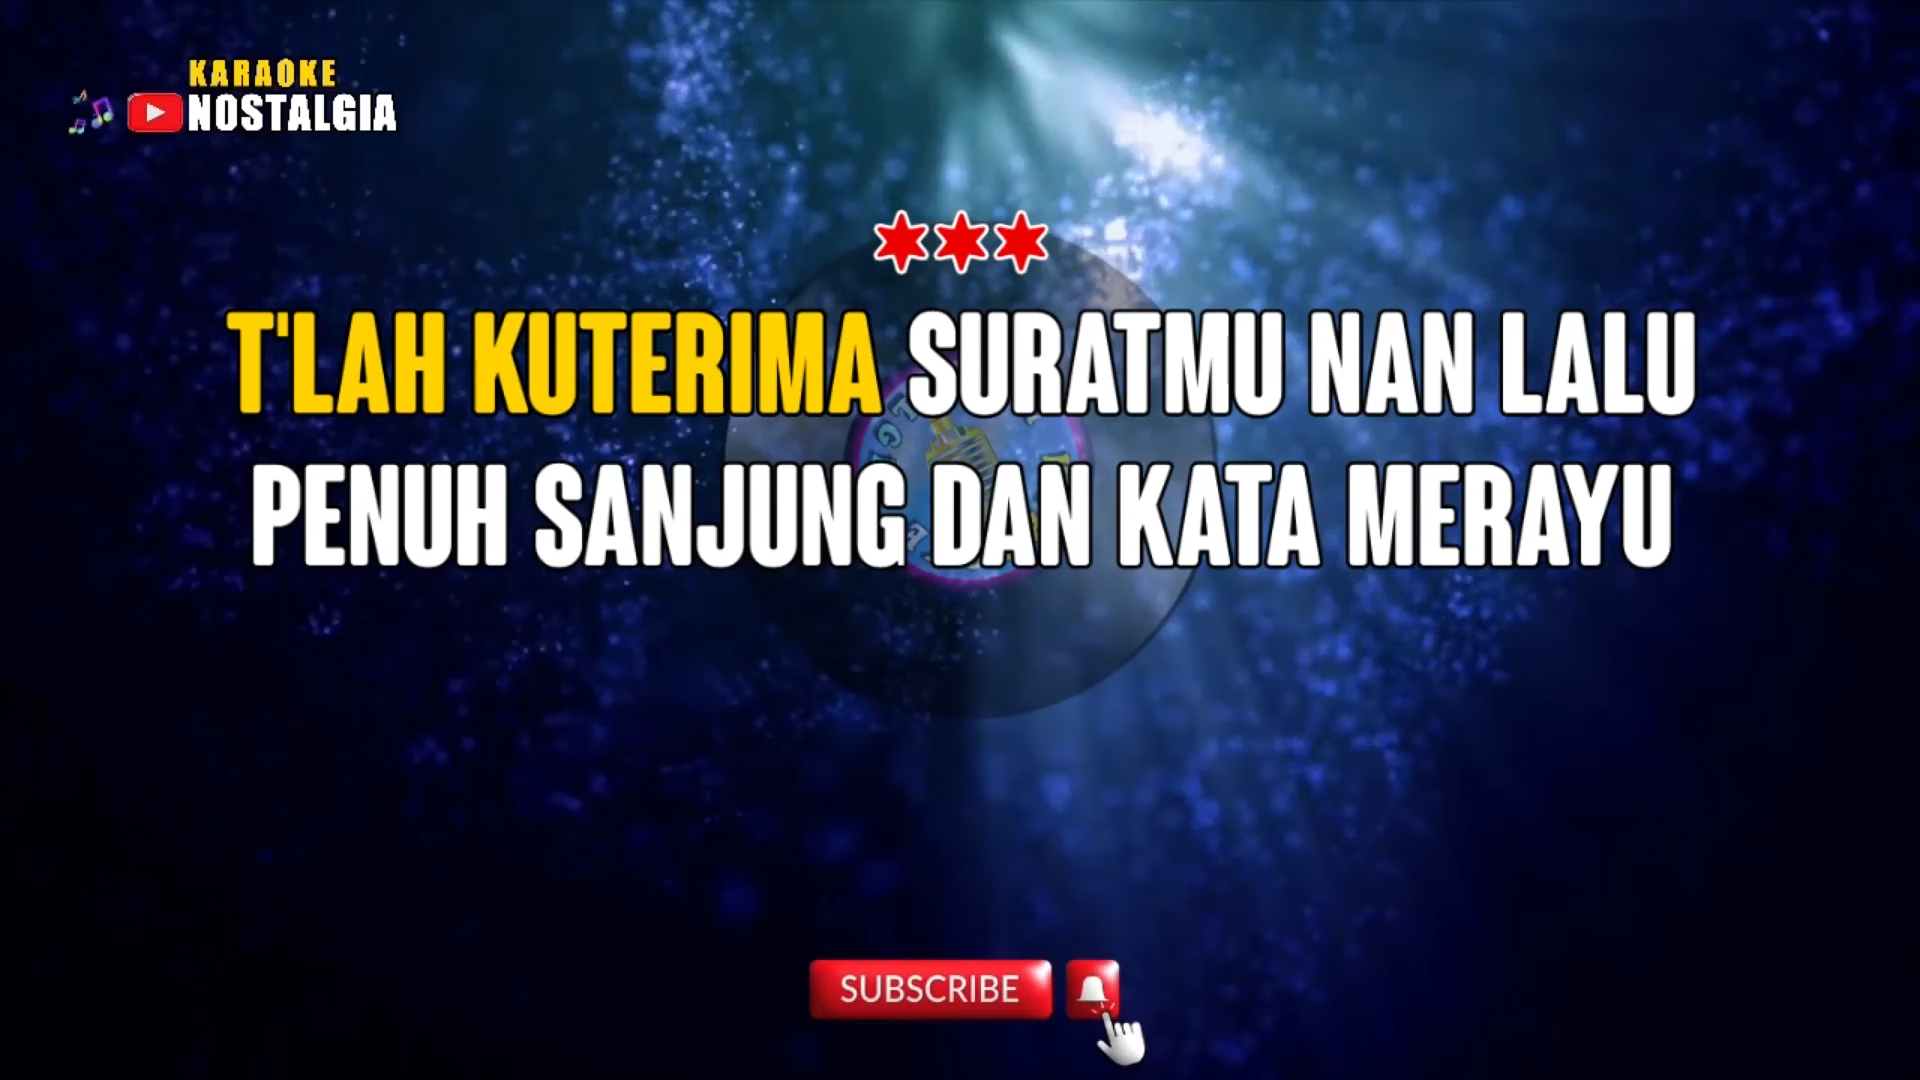 KARAOKE
NOSTALGIA
T'LAH KUTERIMA SURATMU NAN LALU
PENUH SANJUNG DAN KATA MERAYU
SUBSCRIBE